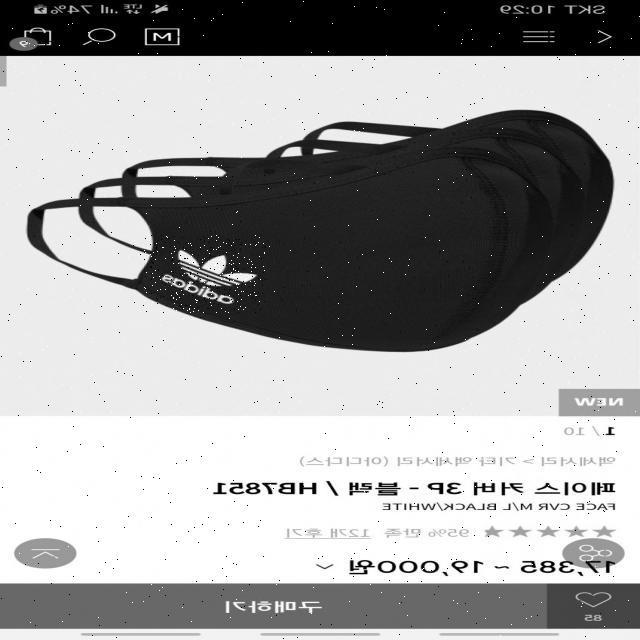 SKT 10:29
LTE 74%
M
9
adidas
NEW
1 / 10
액세서리 > 기타 액세서리 (아디다스)
페이스 커버 3P - 블랙 / HB7851
FACE CVR M/L BLACK/WHITE
★★★★★ 95% 만족 12개 후기
17,385 ~ 19,000원
85
구매하기